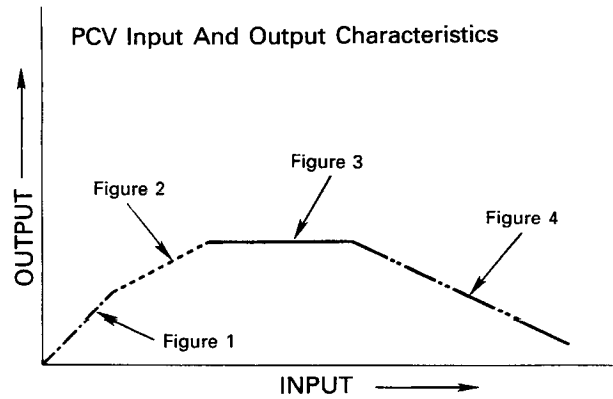 PCV Input And Output Characteristics
Figure 3
Figure 2
Figure 4
OUTPUT
Figure 1
INPUT